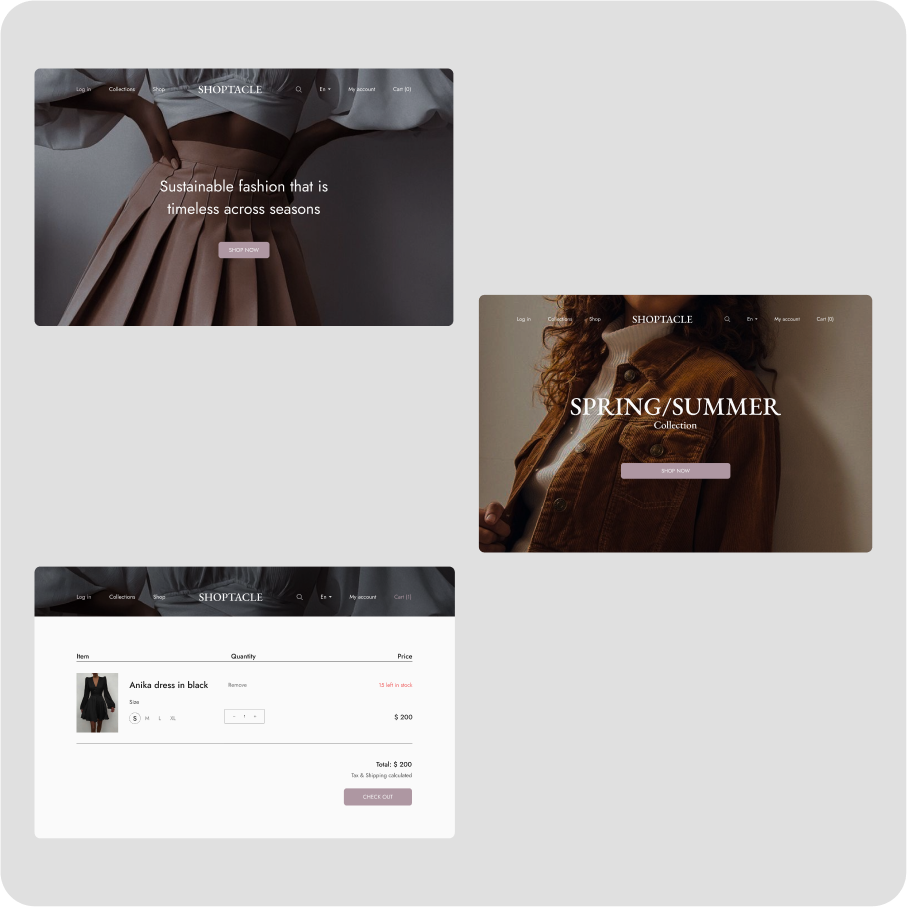 Log in Collections Shop SHOPTACLE En My account Cart (0)
Sustainable fashion that is
timeless across seasons
SHOP NOW
Log in Collections Shop SHOPTACLE En My account Cart (0)
SPRING/SUMMER
Collection
SHOP NOW
Log in Collections Shop SHOPTACLE En My account Cart (1)
Item Quantity Price
Anika dress in black Remove 15 left in stock
Size
S M L XL - 1 + $ 200
Total: $ 200
Tax & Shipping calculated
CHECK OUT